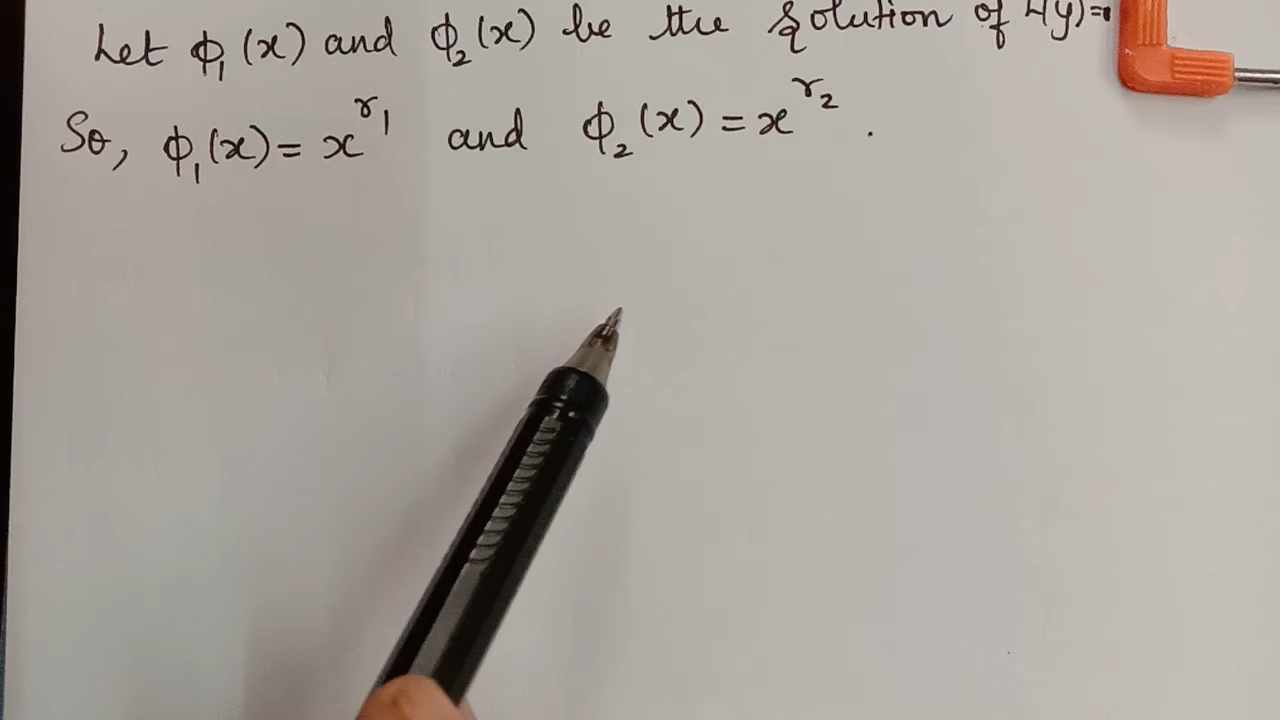 Let ϕ₁(x) and ϕ₂(x) be the solution of L(y)=0
So, ϕ₁(x) = x^r₁ and ϕ₂(x) = x^r₂ .